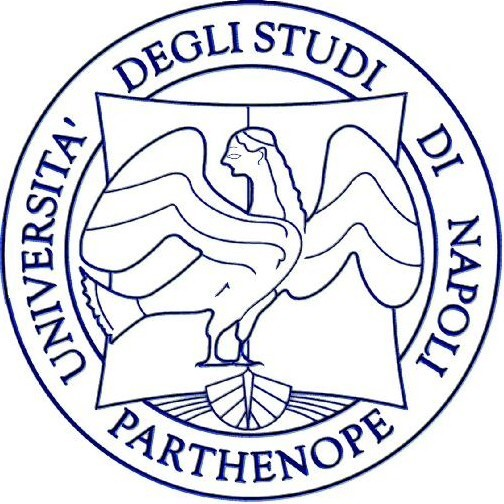 UNIVERSITA' DEGLI STUDI DI NAPOLI
PARTHENOPE